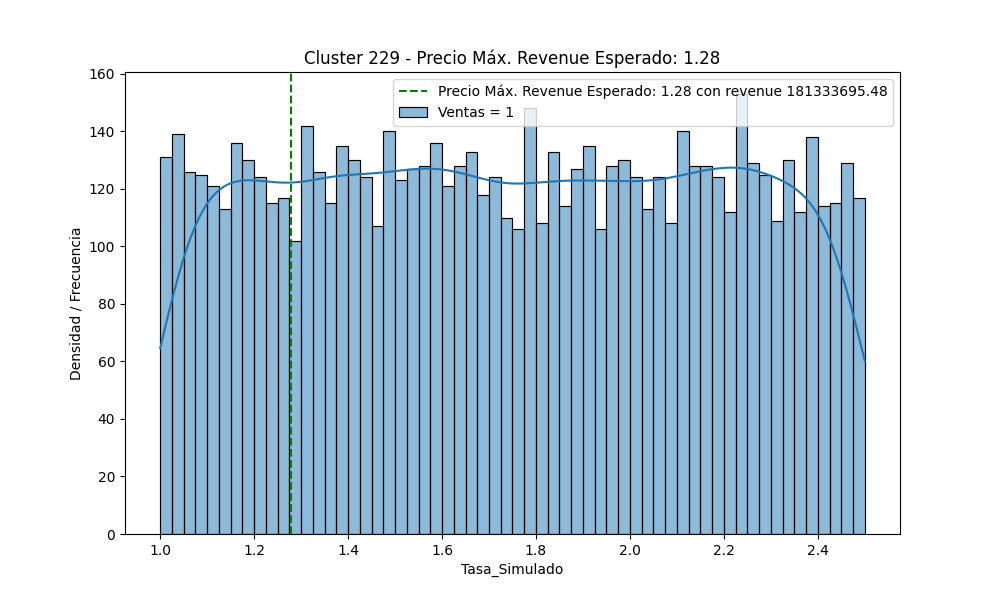 Cluster 229 - Precio Máx. Revenue Esperado: 1.28
Precio Máx. Revenue Esperado: 1.28 con revenue 181333695.48
Ventas = 1
Densidad / Frecuencia
160
140
120
100
80
60
40
20
0
1.0 1.2 1.4 1.6 1.8 2.0 2.2 2.4
Tasa_Simulado